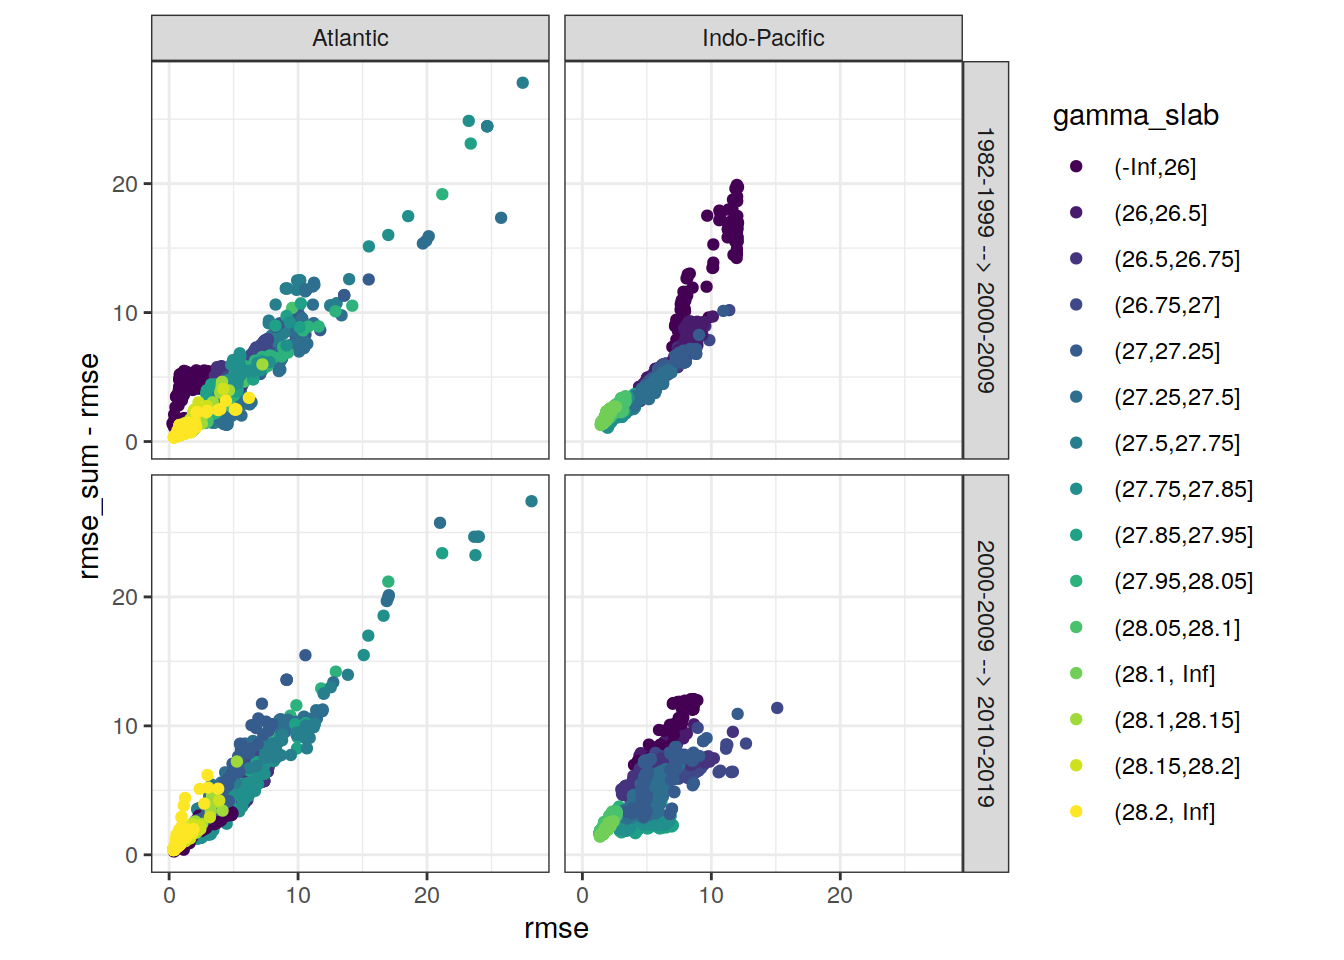 Atlantic
Indo-Pacific
20
10
0
1982-1999 --> 2000-2009
20
10
0
2000-2009 --> 2010-2019
0
10
20
0
10
20
rmse
rmse_sum - rmse
gamma_slab
(-Inf,26]
(26,26.5]
(26.5,26.75]
(26.75,27]
(27,27.25]
(27.25,27.5]
(27.5,27.75]
(27.75,27.85]
(27.85,27.95]
(27.95,28.05]
(28.05,28.1]
(28.1, Inf]
(28.1,28.15]
(28.15,28.2]
(28.2, Inf]